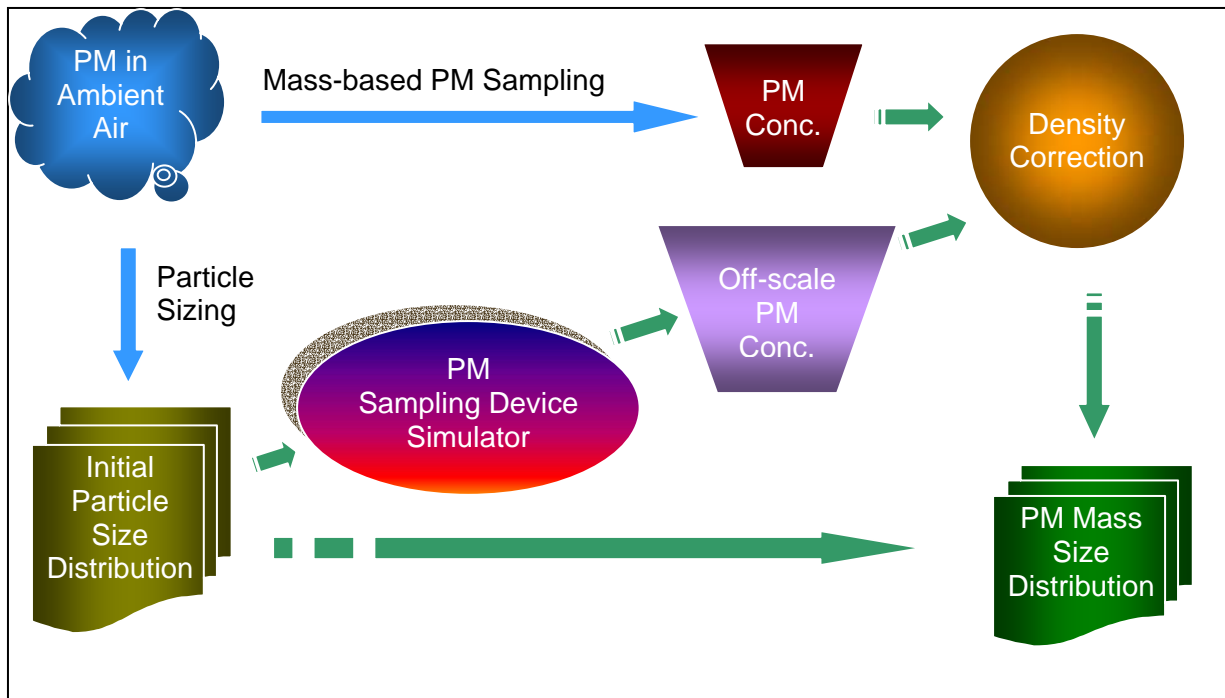 PM in
Ambient
Air
Mass-based PM Sampling
PM
Conc.
Density
Correction
Particle
Sizing
Off-scale
PM
Conc.
PM
Sampling Device
Simulator
Initial
Particle
Size
Distribution
PM Mass
Size
Distribution